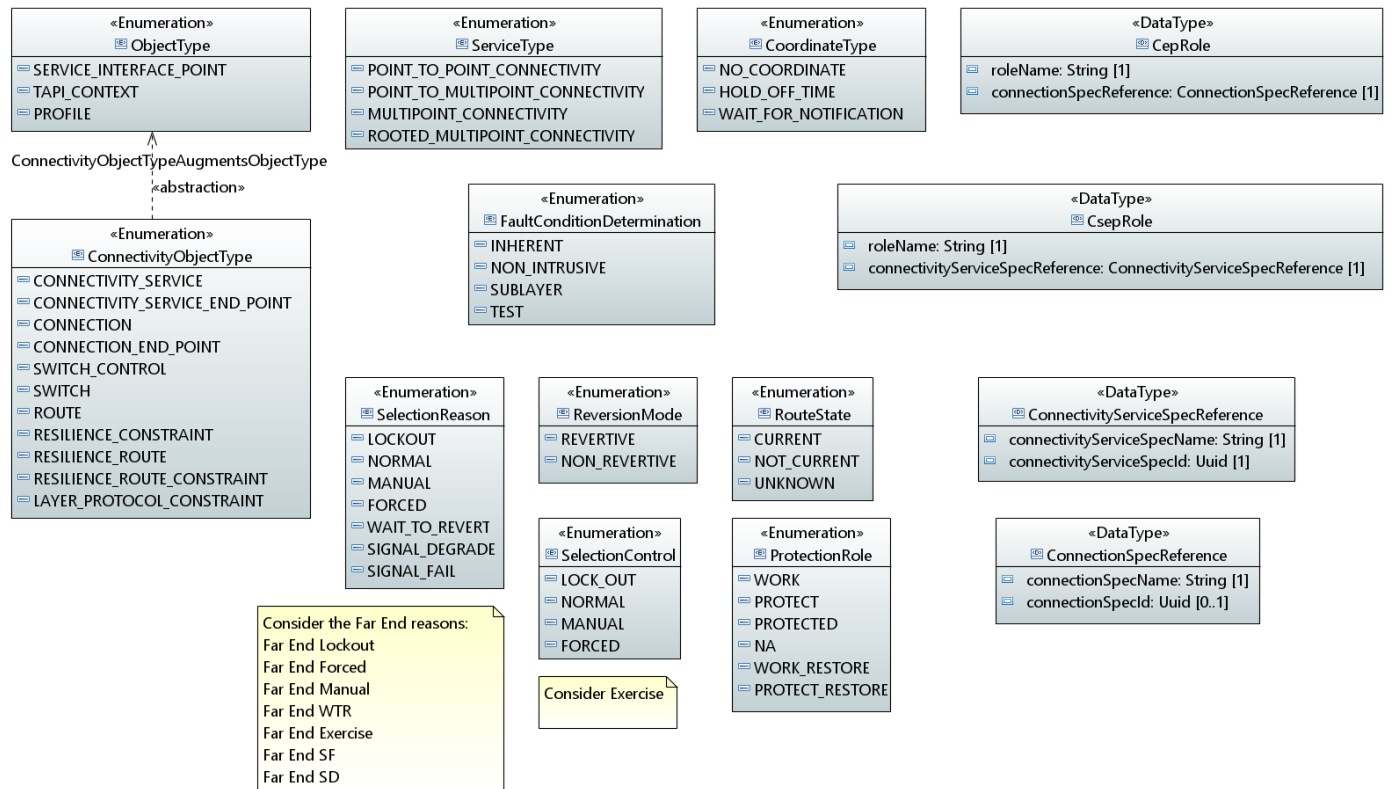 «Enumeration»
ObjectType
SERVICE_INTERFACE_POINT
TAPI_CONTEXT
PROFILE
«Enumeration»
ServiceType
POINT_TO_POINT_CONNECTIVITY
POINT_TO_MULTIPOINT_CONNECTIVITY
MULTIPOINT_CONNECTIVITY
ROOTED_MULTIPOINT_CONNECTIVITY
«Enumeration»
CoordinateType
NO_COORDINATE
HOLD_OFF_TIME
WAIT_FOR_NOTIFICATION
«DataType»
CepRole
roleName: String [1]
connectionSpecReference: ConnectionSpecReference [1]
ConnectivityObjectTypeAugmentsObjectType
«abstraction»
«Enumeration»
ConnectivityObjectType
CONNECTIVITY_SERVICE
CONNECTIVITY_SERVICE_END_POINT
CONNECTION
CONNECTION_END_POINT
SWITCH_CONTROL
SWITCH
ROUTE
RESILIENCE_CONSTRAINT
RESILIENCE_ROUTE
RESILIENCE_ROUTE_CONSTRAINT
LAYER_PROTOCOL_CONSTRAINT
«Enumeration»
FaultConditionDetermination
INHERENT
NON_INTRUSIVE
SUBLAYER
TEST
«DataType»
CsepRole
roleName: String [1]
connectivityServiceSpecReference: ConnectivityServiceSpecReference [1]
«Enumeration»
SelectionReason
LOCKOUT
NORMAL
MANUAL
FORCED
WAIT_TO_REVERT
SIGNAL_DEGRADE
SIGNAL_FAIL
«Enumeration»
ReversionMode
REVERTIVE
NON_REVERTIVE
«Enumeration»
RouteState
CURRENT
NOT_CURRENT
UNKNOWN
«DataType»
ConnectivityServiceSpecReference
connectivityServiceSpecName: String [1]
connectivityServiceSpecId: Uuid [1]
«Enumeration»
SelectionControl
LOCK_OUT
NORMAL
MANUAL
FORCED
«Enumeration»
ProtectionRole
WORK
PROTECT
PROTECTED
NA
WORK_RESTORE
PROTECT_RESTORE
«DataType»
ConnectionSpecReference
connectionSpecName: String [1]
connectionSpecId: Uuid [0..1]
Consider the Far End reasons:
Far End Lockout
Far End Forced
Far End Manual
Far End WTR
Far End Exercise
Far End SF
Far End SD
Consider Exercise